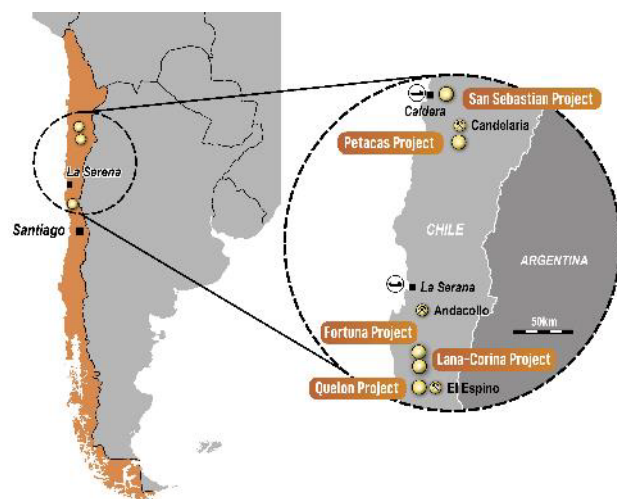 La Serena
Santiago
San Sebastian Project
Caldera
Candelaria
Petacas Project
CHILE
ARGENTINA
La Serana
Andacollo
50km
Fortuna Project
Lana-Corina Project
Quelon Project
El Espino